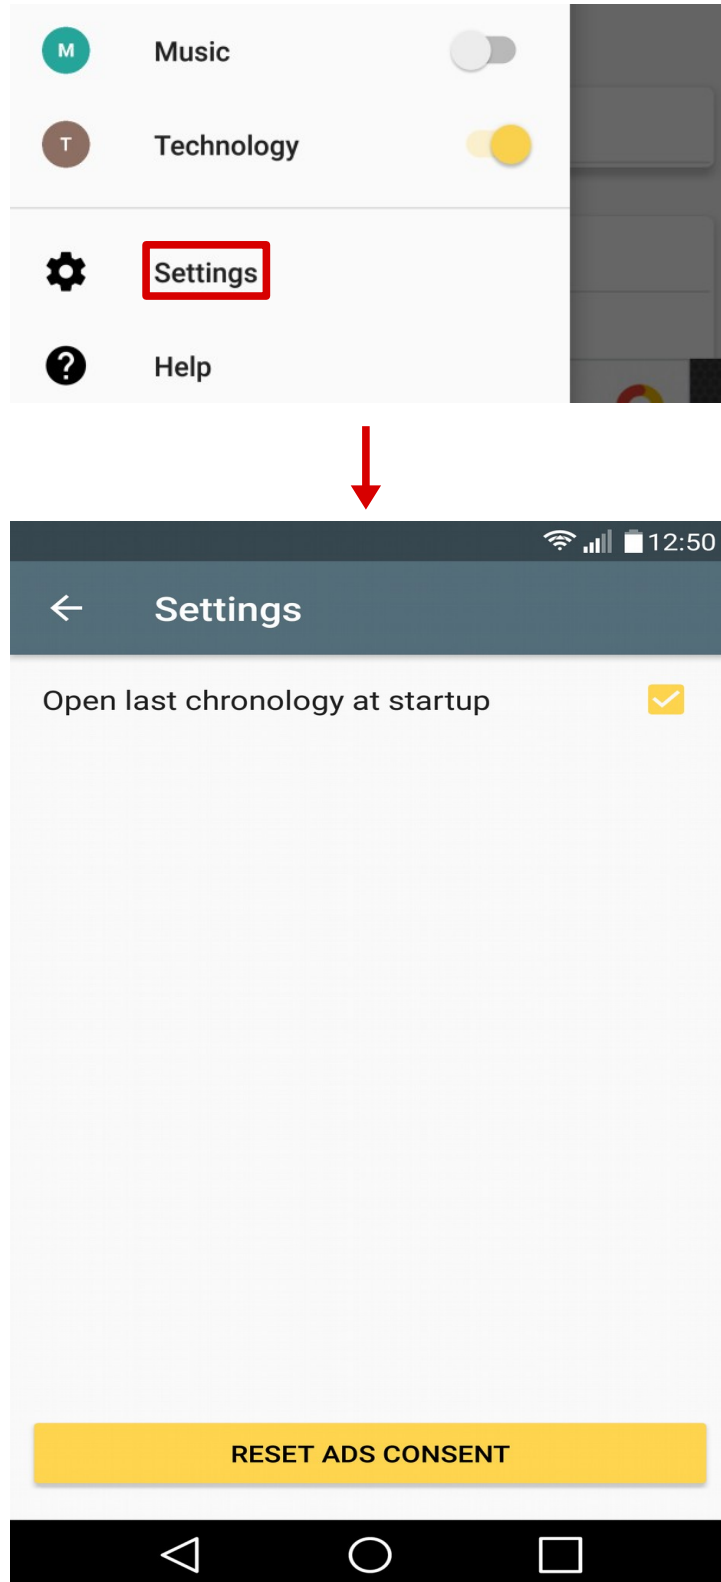 M Music
T Technology
Settings
? Help
12:50
Settings
Open last chronology at startup
RESET ADS CONSENT